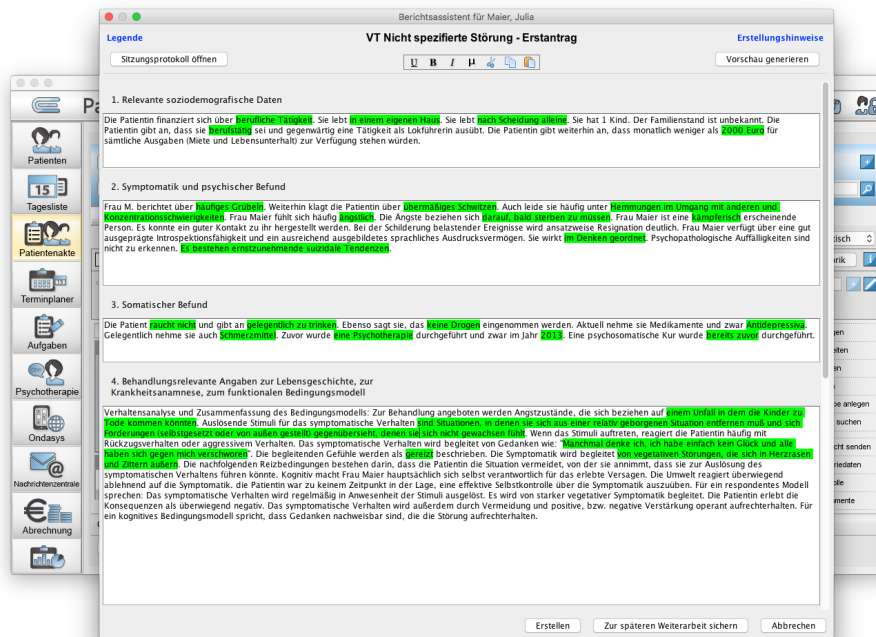 Berichtsassistent für Maier, Julia
Legende
VT Nicht spezifierte Störung - Erstantrag
Erstellungshinweise
Sitzungsprotokoll öffnen
U B I μ
Vorschau generieren
Pa
Patienten
15
Tagesliste
Patientenakte
15
Terminplaner
Aufgaben
Psychotherapie
Ondasys
Nachrichtenzentrale
Abrechnung
1. Relevante soziodemografische Daten
Die Patientin finanziert sich über berufliche Tätigkeit. Sie lebt in einem eigenen Haus. Sie lebt nach Scheidung alleine. Sie hat 1 Kind. Der Familienstand ist unbekannt. Die
Patientin gibt an, dass sie berufstätig sei und gegenwärtig eine Tätigkeit als Lokführerin ausübt. Die Patientin gibt weiterhin an, dass monatlich weniger als 2000 Euro für
sämtliche Ausgaben (Miete und Lebensunterhalt) zur Verfügung stehen würden.
2. Symptomatik und psychischer Befund
Frau M. berichtet über häufiges Grübeln. Weiterhin klagt die Patientin über übermäßiges Schwitzen. Auch leide sie häufig unter Hemmungen im Umgang mit anderen und
Konzentrationsschwierigkeiten. Frau Maier fühlt sich häufig ängstlich. Die Ängste beziehen sich darauf, bald sterben zu müssen. Frau Maier ist eine kämpferisch erscheinende
Person. Es konnte ein guter Kontakt zu ihr hergestellt werden. Bei der Schilderung belastender Ereignisse wird ansatzweise Resignation deutlich. Frau Maier verfügt über eine gut
ausgeprägte Introspektionsfähigkeit und ein ausreichend ausgebildetes sprachliches Ausdrucksvermögen. Sie wirkt im Denken geordnet. Psychopathologische Auffälligkeiten sind
nicht zu erkennen. Es bestehen ernstzunehmende suizidale Tendenzen.
3. Somatischer Befund
Die Patient raucht nicht und gibt an gelegentlich zu trinken. Ebenso sagt sie, das keine Drogen eingenommen werden. Aktuell nehme sie Medikamente und zwar Antidepressiva.
Gelegentlich nehme sie auch Schmerzmittel. Zuvor wurde eine Psychotherapie durchgeführt und zwar im Jahr 2013. Eine psychosomatische Kur wurde bereits zuvor durchgeführt.
4. Behandlungsrelevante Angaben zur Lebensgeschichte, zur
Krankheitsanamnese, zum funktionalen Bedingungsmodell
Verhaltensanalyse und Zusammenfassung des Bedingungsmodells: Zur Behandlung angeboten werden Angstzustände, die sich beziehen auf einem Unfall in dem die Kinder zu
Tode kommen könnten. Auslösende Stimuli für das symptomatische Verhalten sind Situationen, in denen sie sich aus einer relativ geborgenen Situation entfernen muß und sich
Forderungen (selbstgesetzt oder von außen gestellt) gegenübersieht, denen sie sich nicht gewachsen fühlt. Wenn das Stimuli auftreten, reagiert die Patientin häufig mit
Rückzugsverhalten oder aggressivem Verhalten. Das symptomatische Verhalten wird begleitet von Gedanken wie: "Manchmal denke ich, ich habe einfach kein Glück und alle
haben sich gegen mich verschworen". Die begleitenden Gefühle werden als gereizt beschrieben. Die Symptomatik wird begleitet von vegetativen Störungen, die sich in Herzrasen
und Zittern äußern. Die nachfolgenden Reizbedingungen bestehen darin, dass die Patientin die Situation vermeidet, von der sie annimmt, dass sie zur Auslösung des
symptomatischen Verhaltens führen könnte. Kognitiv macht Frau Maier hauptsächlich sich selbst verantwortlich für das erlebte Versagen. Die Umwelt reagiert überwiegend
ablehnend auf die Symptomatik. die Patientin war zu keinem Zeitpunkt in der Lage, eine effektive Selbstkontrolle über die Symptomatik auszuüben. Für ein respondentes Modell
sprechen: Das symptomatische Verhalten wird regelmäßig in Anwesenheit der Stimuli ausgelöst. Es wird von starker vegetativer Symptomatik begleitet. Die Patientin erlebt die
Konsequenzen als überwiegend negativ. Das symptomatische Verhalten wird außerdem durch Vermeidung und positive, bzw. negative Verstärkung operant aufrechterhalten. Für
ein kognitives Bedingungsmodell spricht, dass Gedanken nachweisbar sind, die die Störung aufrechterhalten.
tisch
rik
gen
eiten
en
be anlegen
suchen
cht senden
riedaten
olle
mente
Erstellen
Zur späteren Weiterarbeit sichern
Abbrechen